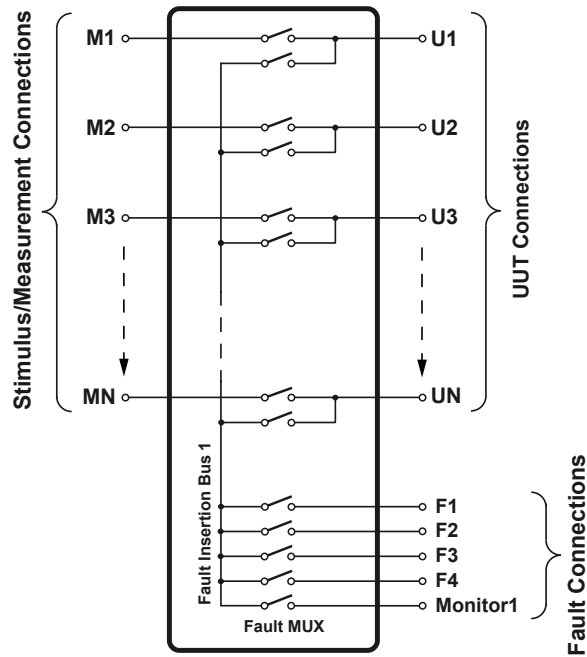 Stimulus/Measurement Connections
M1
M2
M3
MN
U1
U2
U3
UN
UUT Connections
Fault Insertion Bus 1
F1
F2
F3
F4
Monitor1
Fault MUX
Fault Connections